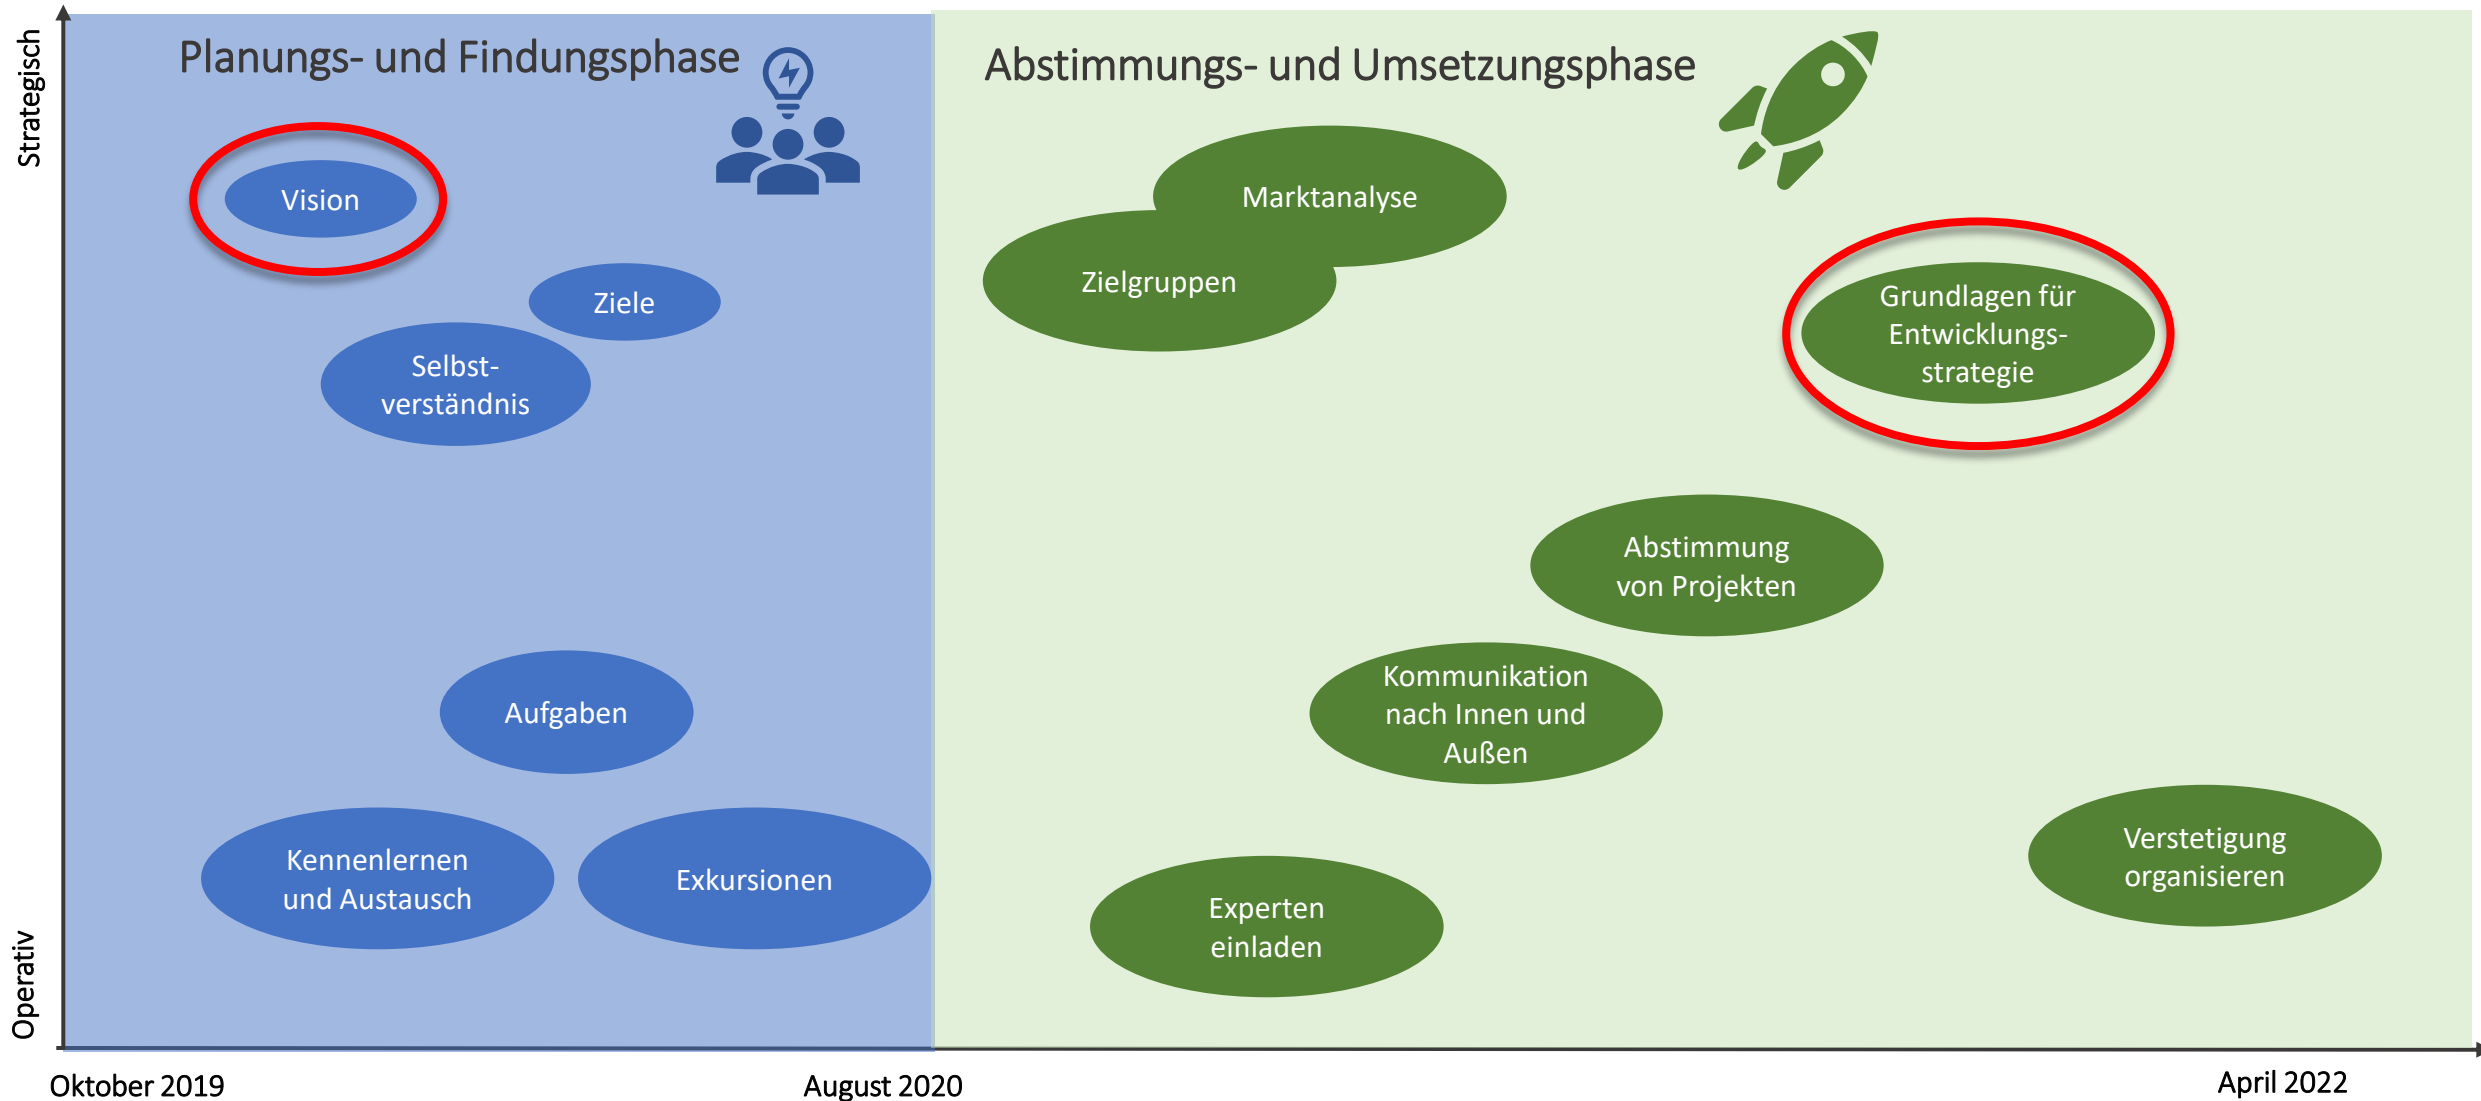 Strategisch
Planungs- und Findungsphase
Abstimmungs- und Umsetzungsphase
Vision
Ziele
Selbst-
verständnis
Aufgaben
Kennenlernen
und Austausch
Exkursionen
Marktanalyse
Zielgruppen
Grundlagen für
Entwicklungs-
strategie
Abstimmung
von Projekten
Kommunikation
nach Innen und
Außen
Verstetigung
organisieren
Experten
einladen
Operativ
Oktober 2019
August 2020
April 2022